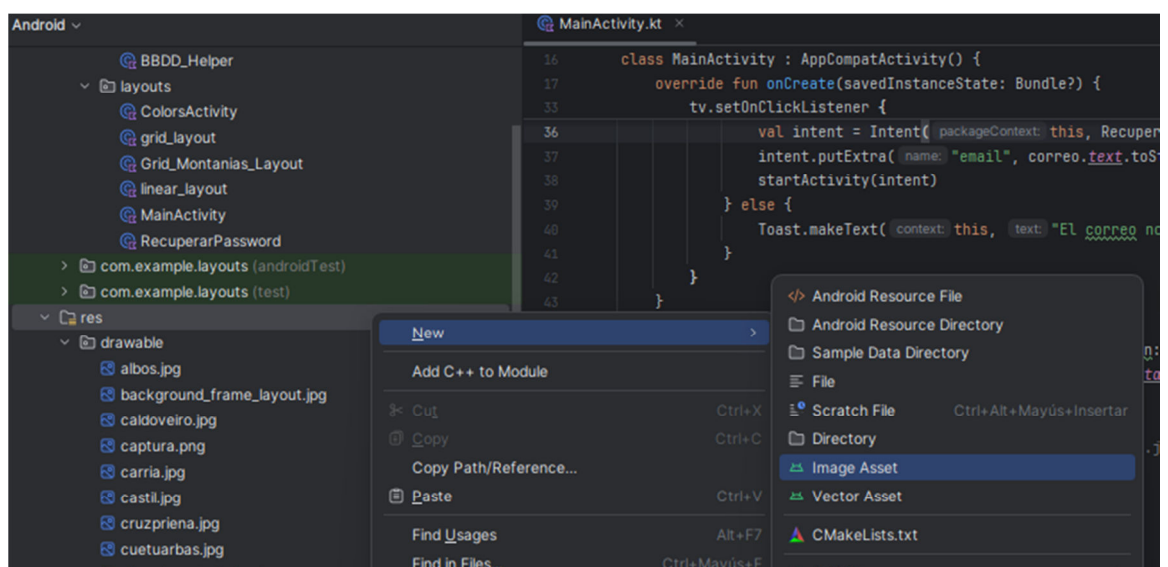 Android
BBDD_Helper
layouts
ColorsActivity
grid_layout
Grid_Montanias_Layout
linear_layout
MainActivity
RecuperarPassword
com.example.layouts (androidTest)
com.example.layouts (test)
res
drawable
albos.jpg
background_frame_layout.jpg
caldoveiro.jpg
captura.png
carria.jpg
castil.jpg
cruzpriena.jpg
cuetuarbas.jpg
MainActivity.kt
16 class MainActivity : AppCompatActivity() {
17 override fun onCreate(savedInstanceState: Bundle?) {
33 tv.setOnClickListener {
36 val intent = Intent( packageContext: this, Recuper
37 intent.putExtra( name: "email", correo.text.toSt
38 startActivity(intent)
39 } else {
40 Toast.makeText( context: this, text: "El correo no
41 }
42 }
43 }
New
Add C++ to Module
Cut Ctrl+X
Copy Ctrl+C
Copy Path/Reference...
Paste Ctrl+V
Find Usages Alt+F7
Find in Files Ctrl+Mayús+F
Android Resource File
Android Resource Directory
Sample Data Directory
File
Scratch File Ctrl+Alt+Mayús+Insertar
Directory
Image Asset
Vector Asset
CMakeLists.txt